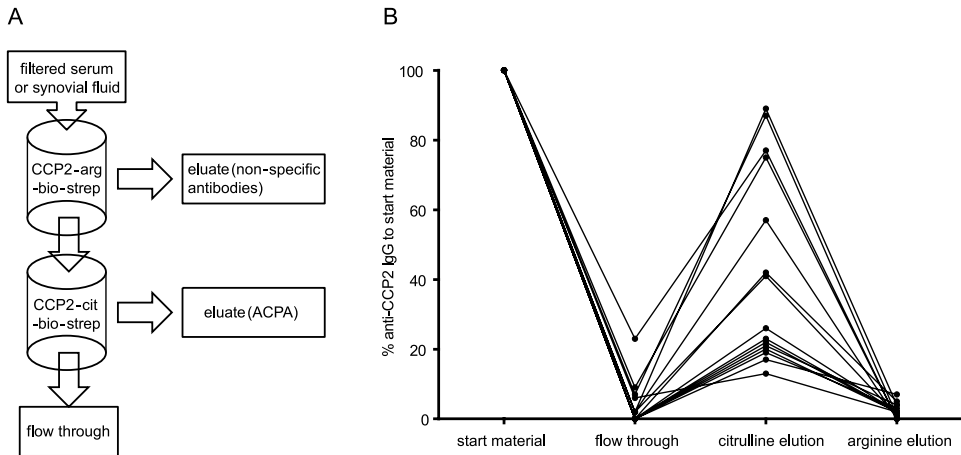 A
filtered serum
or synovial fluid
CCP2-arg
-bio-strep
eluate (non-specific
antibodies)
CCP2-cit
-bio-strep
eluate (ACPA)
flow through
B
% anti-CCP2 IgG to start material
100
80
60
40
20
0
start material
flow through
citrulline elution
arginine elution